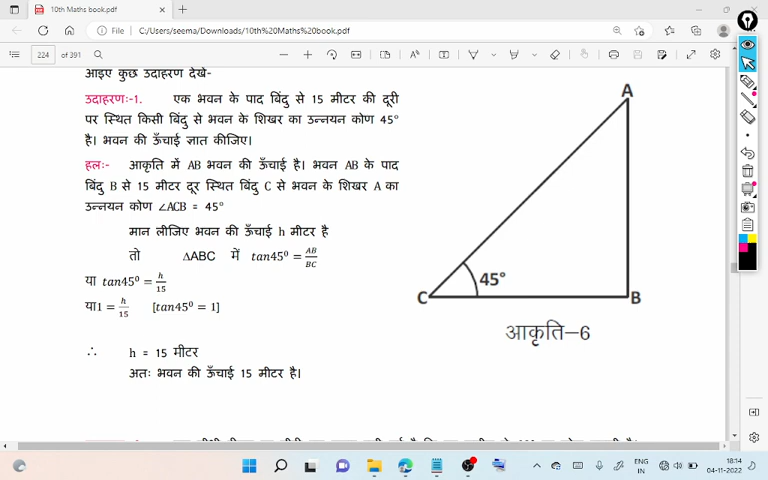 10th Maths book.pdf
File
C:/Users/seema/Downloads/10th%20Maths%20book.pdf
224 of 391
आइए कुछ उदाहरण देखे-
उदाहरणः-1. एक भवन के पाद बिंदु से 15 मीटर की दूरी
पर स्थित किसी बिंदु से भवन के शिखर का उन्नयन कोण 45°
है। भवन की ऊँचाई ज्ञात कीजिए।
हलः- आकृति में AB भवन की ऊँचाई है। भवन AB के पाद
बिंदु B से 15 मीटर दूर स्थित बिंदु C से भवन के शिखर A का
उन्नयन कोण ∠ACB = 45°
मान लीजिए भवन की ऊँचाई h मीटर है
तो ΔABC में tan45⁰ = AB/BC
या tan45⁰ = h/15
या1 = h/15 [tan45⁰ = 1]
∴ h = 15 मीटर
अतः भवन की ऊँचाई 15 मीटर है।
A
45°
C
B
आकृति–6
ENG
IN
18:14
04-11-2022